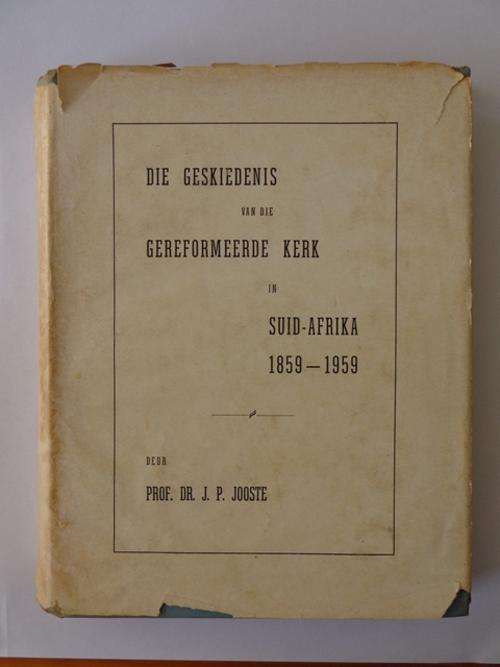 DIE GESKIEDENIS
VAN DIE
GEREFORMEERDE KERK
IN
SUID-AFRIKA
1859—1959
DEUR
PROF. DR. J. P. JOOSTE